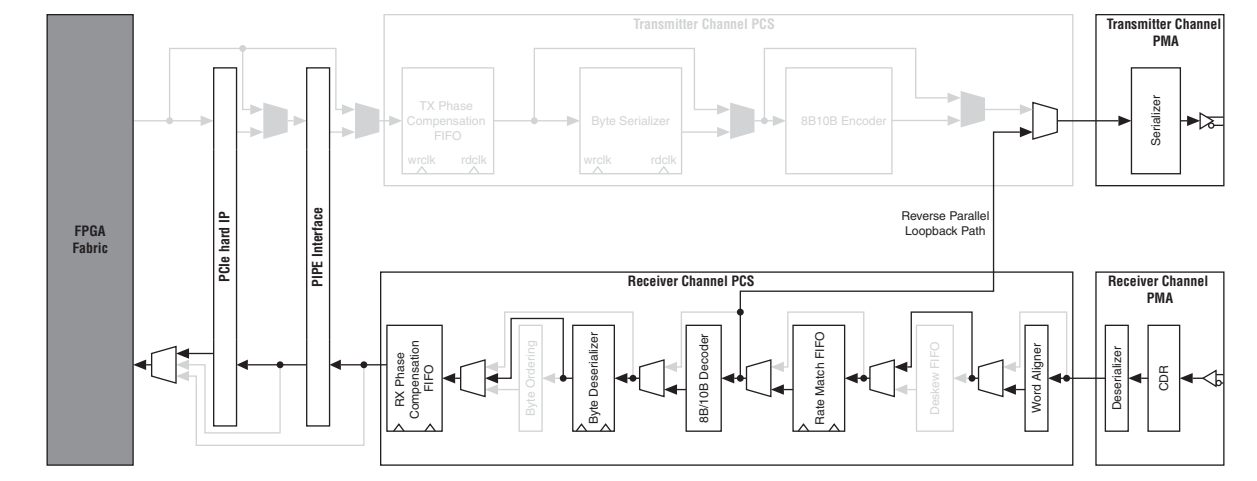 Transmitter Channel PCS
Transmitter Channel
PMA
TX Phase
Compensation
FIFO
wrclk
rdclk
Byte Serializer
wrclk
rdclk
8B10B Encoder
Serializer
FPGA
Fabric
PCIe hard IP
PIPE Interface
Reverse Parallel
Loopback Path
Receiver Channel PCS
Receiver Channel
PMA
RX Phase
Compensation
FIFO
Byte Ordering
Byte Deserializer
8B/10B Decoder
Rate Match FIFO
Deskew FIFO
Word Aligner
Deserializer
CDR